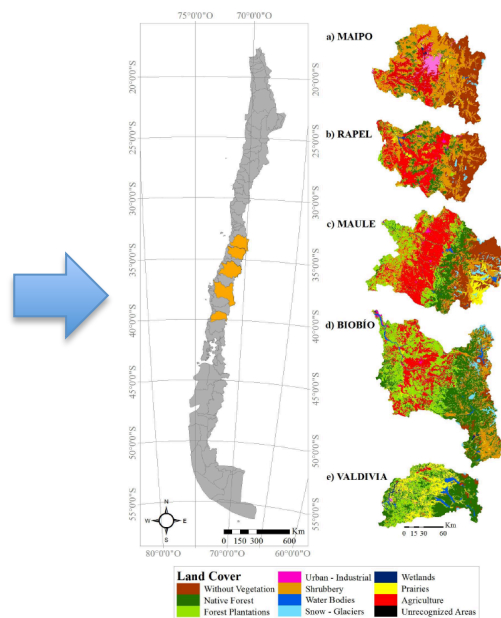 75°0'0"O 70°0'0"O
20°0'0"S
25°0'0"S
30°0'0"S
35°0'0"S
40°0'0"S
45°0'0"S
50°0'0"S
55°0'0"S
20°0'0"S
25°0'0"S
30°0'0"S
35°0'0"S
40°0'0"S
45°0'0"S
50°0'0"S
55°0'0"S
N
W E
S
Km
0 150 300 600
80°0'0"O 70°0'0"O 60°0'0"O
a) MAIPO
b) RAPEL
c) MAULE
d) BIOBÍO
e) VALDIVIA
Km
0 15 30 60
Land Cover
Without Vegetation
Native Forest
Forest Plantations
Urban - Industrial
Shrubbery
Water Bodies
Snow - Glaciers
Wetlands
Prairies
Agriculture
Unrecognized Areas